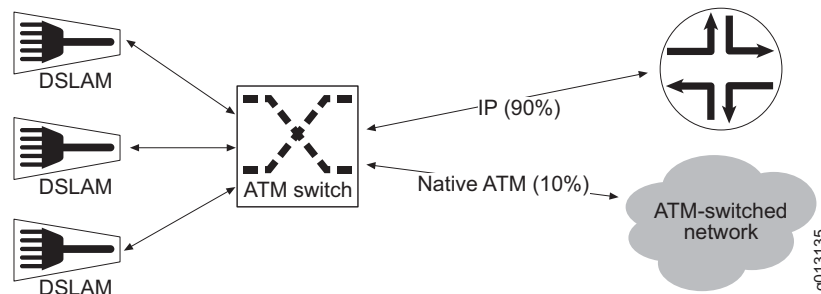 DSLAM
DSLAM
DSLAM
ATM switch
IP (90%)
Native ATM (10%)
ATM-switched
network
g013135